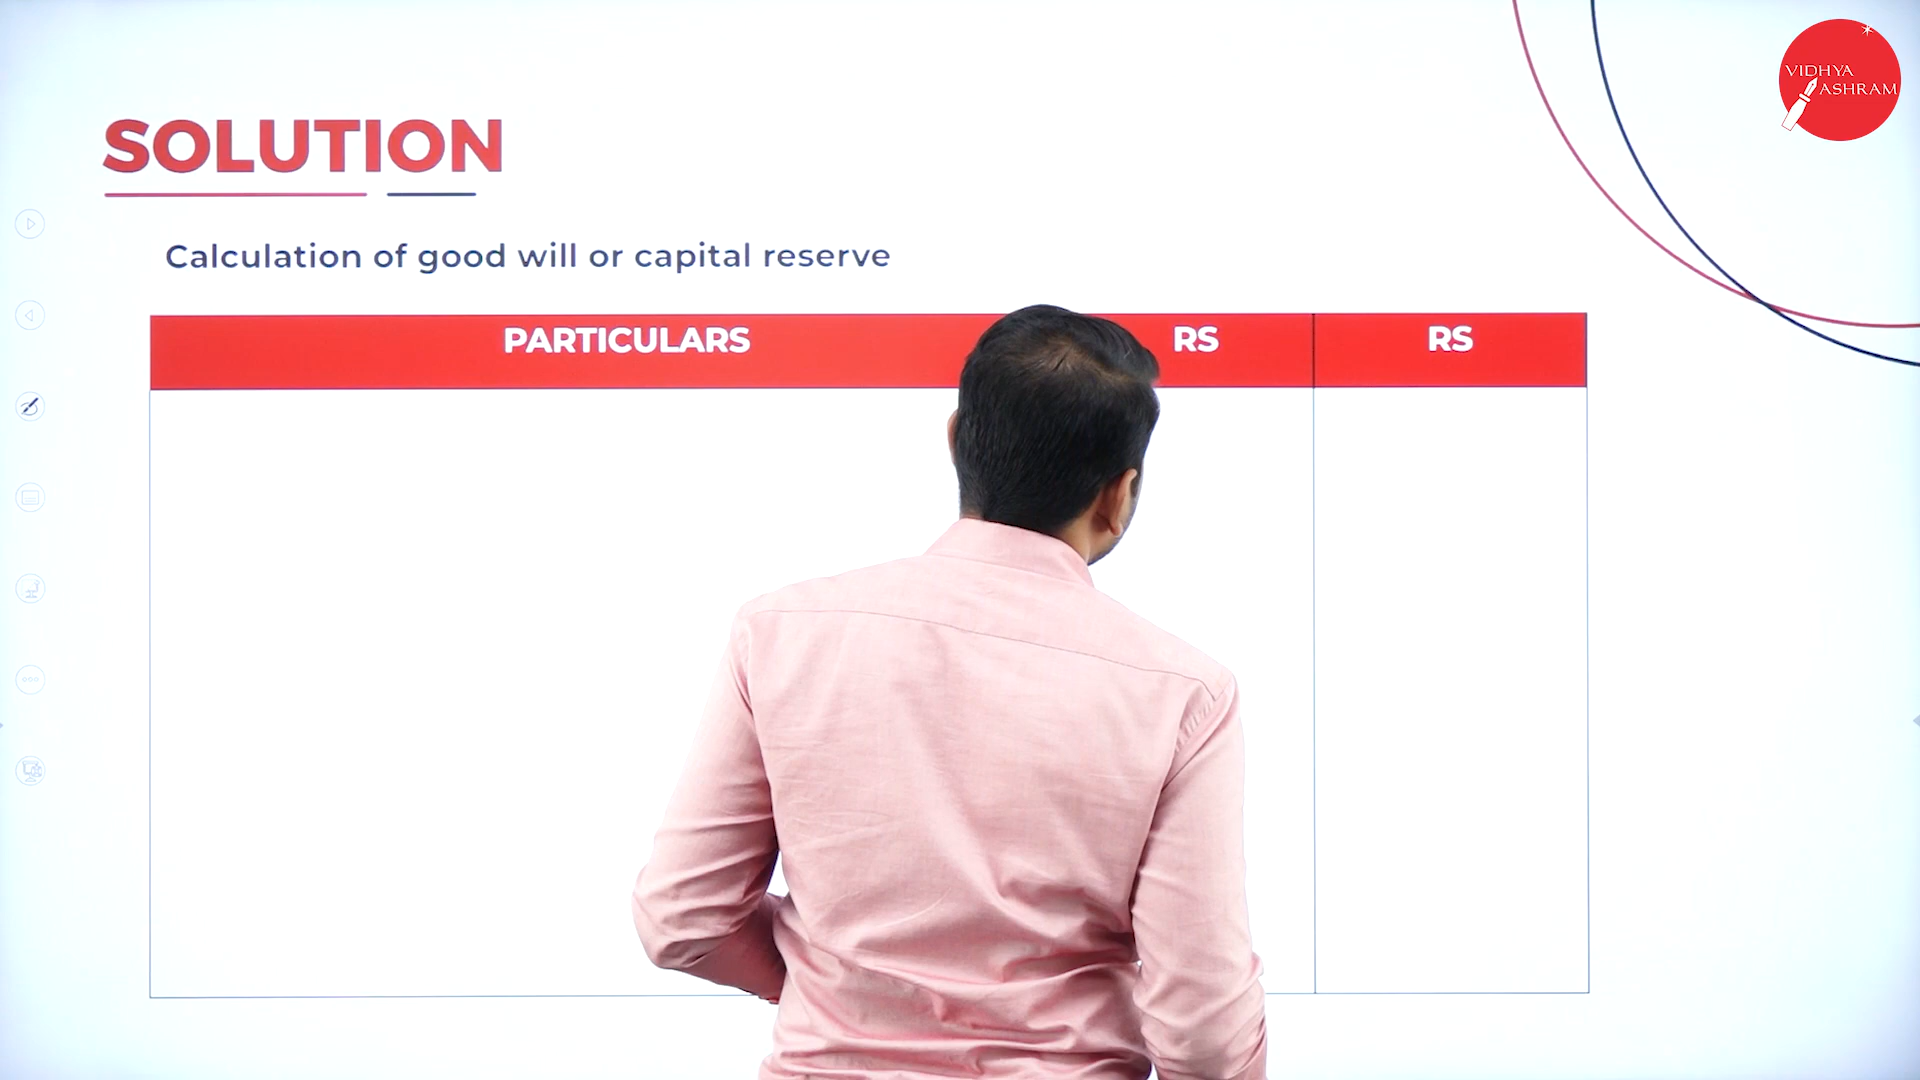 VIDHYA
ASHRAM
SOLUTION
Calculation of good will or capital reserve
PARTICULARS RS RS